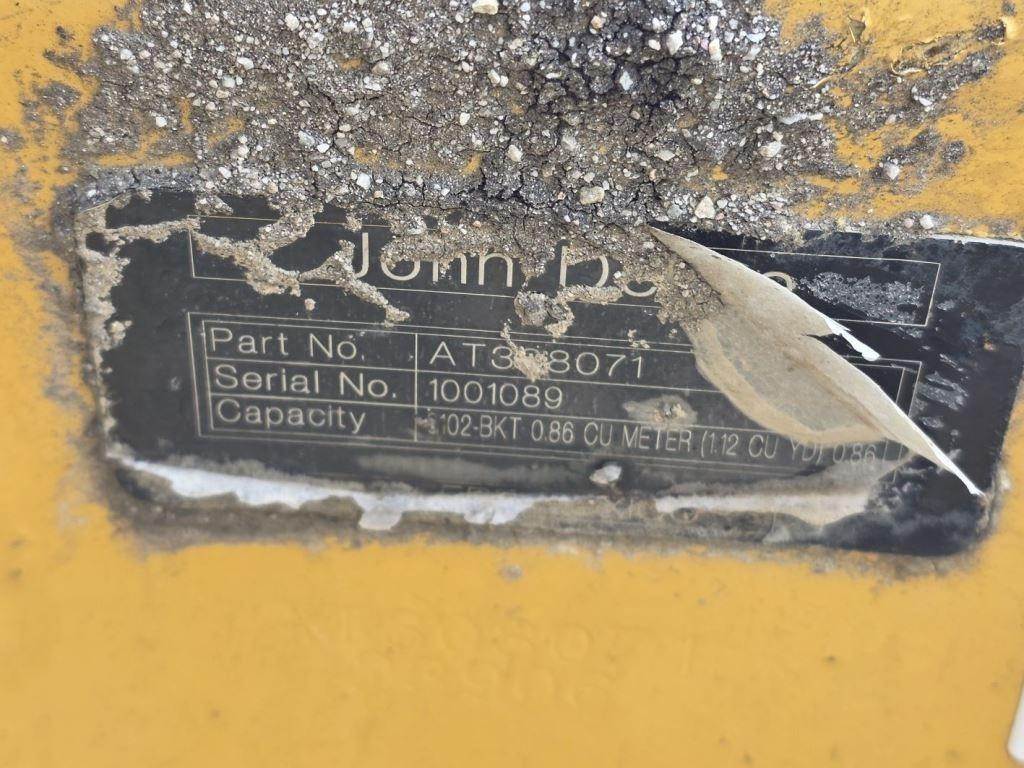 John
Part No.
Serial No. 1001089
Capacity 0.86 CU METER (1.12 CU YD) 0.86